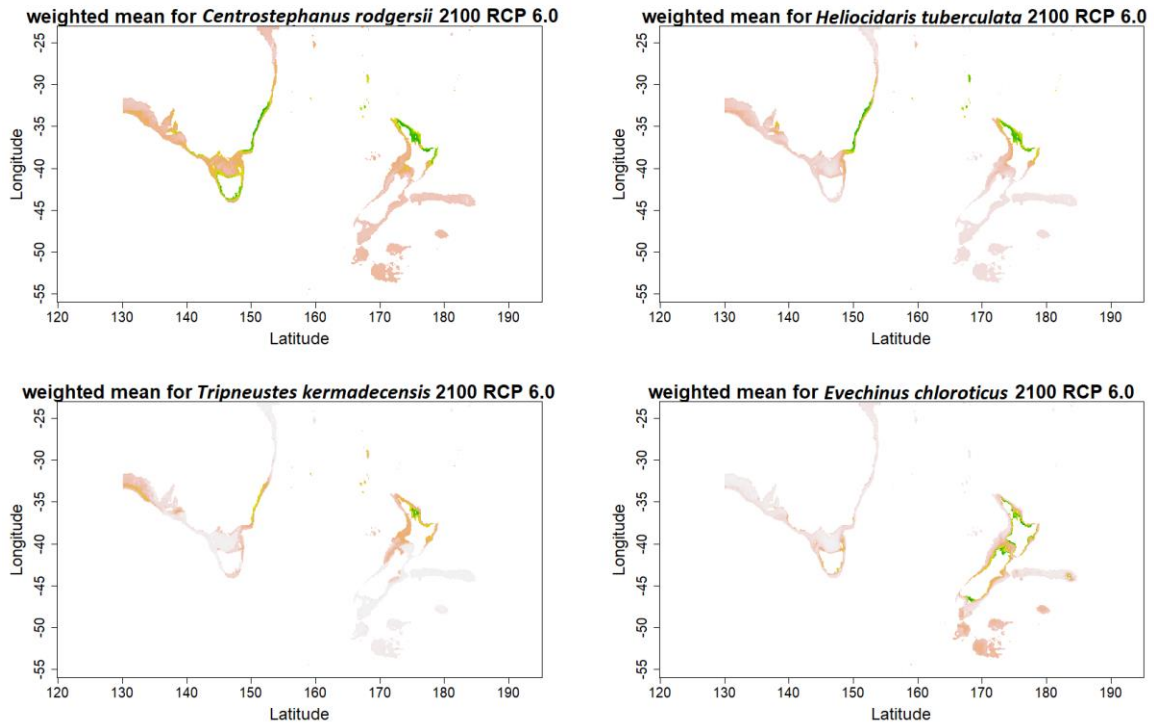 weighted mean for Centrostephanus rodgersii 2100 RCP 6.0
-25
-30
-35
-40
-45
-50
-55
Longitude
120 130 140 150 160 170 180 190
Latitude
weighted mean for Heliocidaris tuberculata 2100 RCP 6.0
-25
-30
-35
-40
-45
-50
-55
Longitude
120 130 140 150 160 170 180 190
Latitude
weighted mean for Tripneustes kermadecensis 2100 RCP 6.0
-25
-30
-35
-40
-45
-50
-55
Longitude
120 130 140 150 160 170 180 190
Latitude
weighted mean for Evechinus chloroticus 2100 RCP 6.0
-25
-30
-35
-40
-45
-50
-55
Longitude
120 130 140 150 160 170 180 190
Latitude